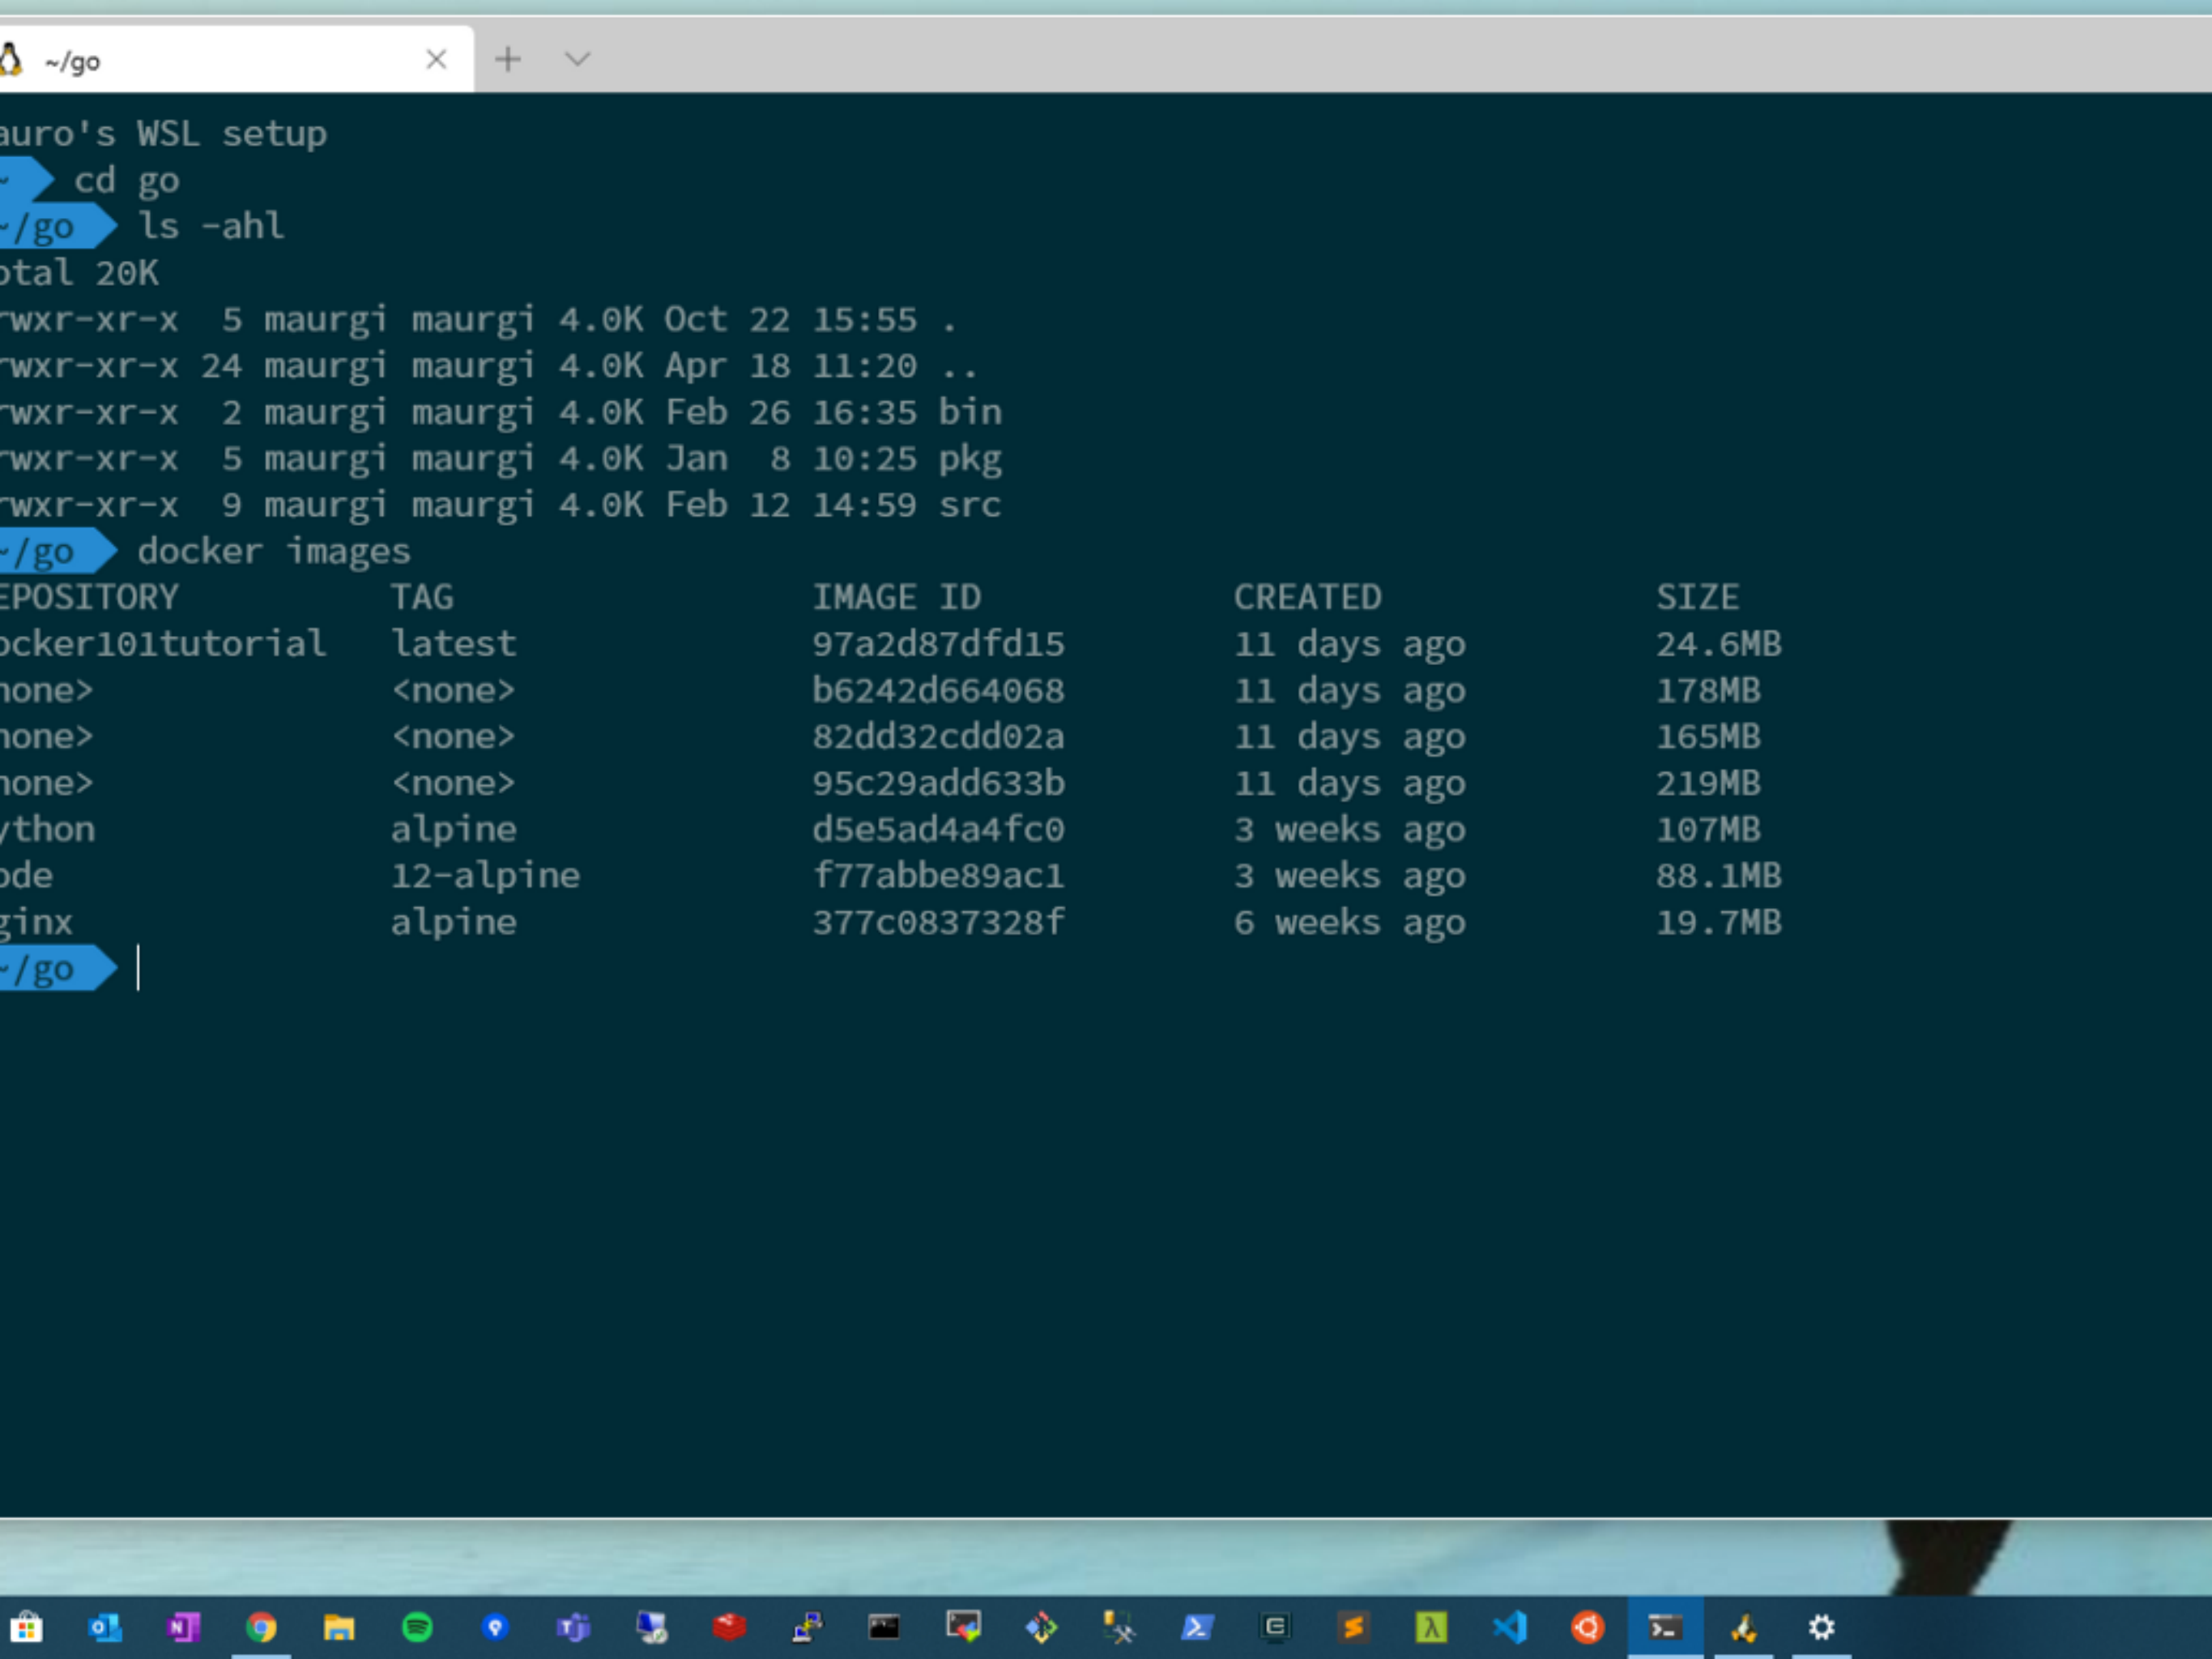 ~/go
auro's WSL setup
~ cd go
~/go ls -ahl
otal 20K
rwxr-xr-x  5 maurgi maurgi 4.0K Oct 22 15:55 .
rwxr-xr-x 24 maurgi maurgi 4.0K Apr 18 11:20 ..
rwxr-xr-x  2 maurgi maurgi 4.0K Feb 26 16:35 bin
rwxr-xr-x  5 maurgi maurgi 4.0K Jan  8 10:25 pkg
rwxr-xr-x  9 maurgi maurgi 4.0K Feb 12 14:59 src
~/go docker images
EPOSITORY TAG IMAGE ID CREATED SIZE
ocker101tutorial latest 97a2d87dfd15 11 days ago 24.6MB
none> <none> b6242d664068 11 days ago 178MB
none> <none> 82dd32cdd02a 11 days ago 165MB
none> <none> 95c29add633b 11 days ago 219MB
ython alpine d5e5ad4a4fc0 3 weeks ago 107MB
ode 12-alpine f77abbe89ac1 3 weeks ago 88.1MB
ginx alpine 377c0837328f 6 weeks ago 19.7MB
~/go